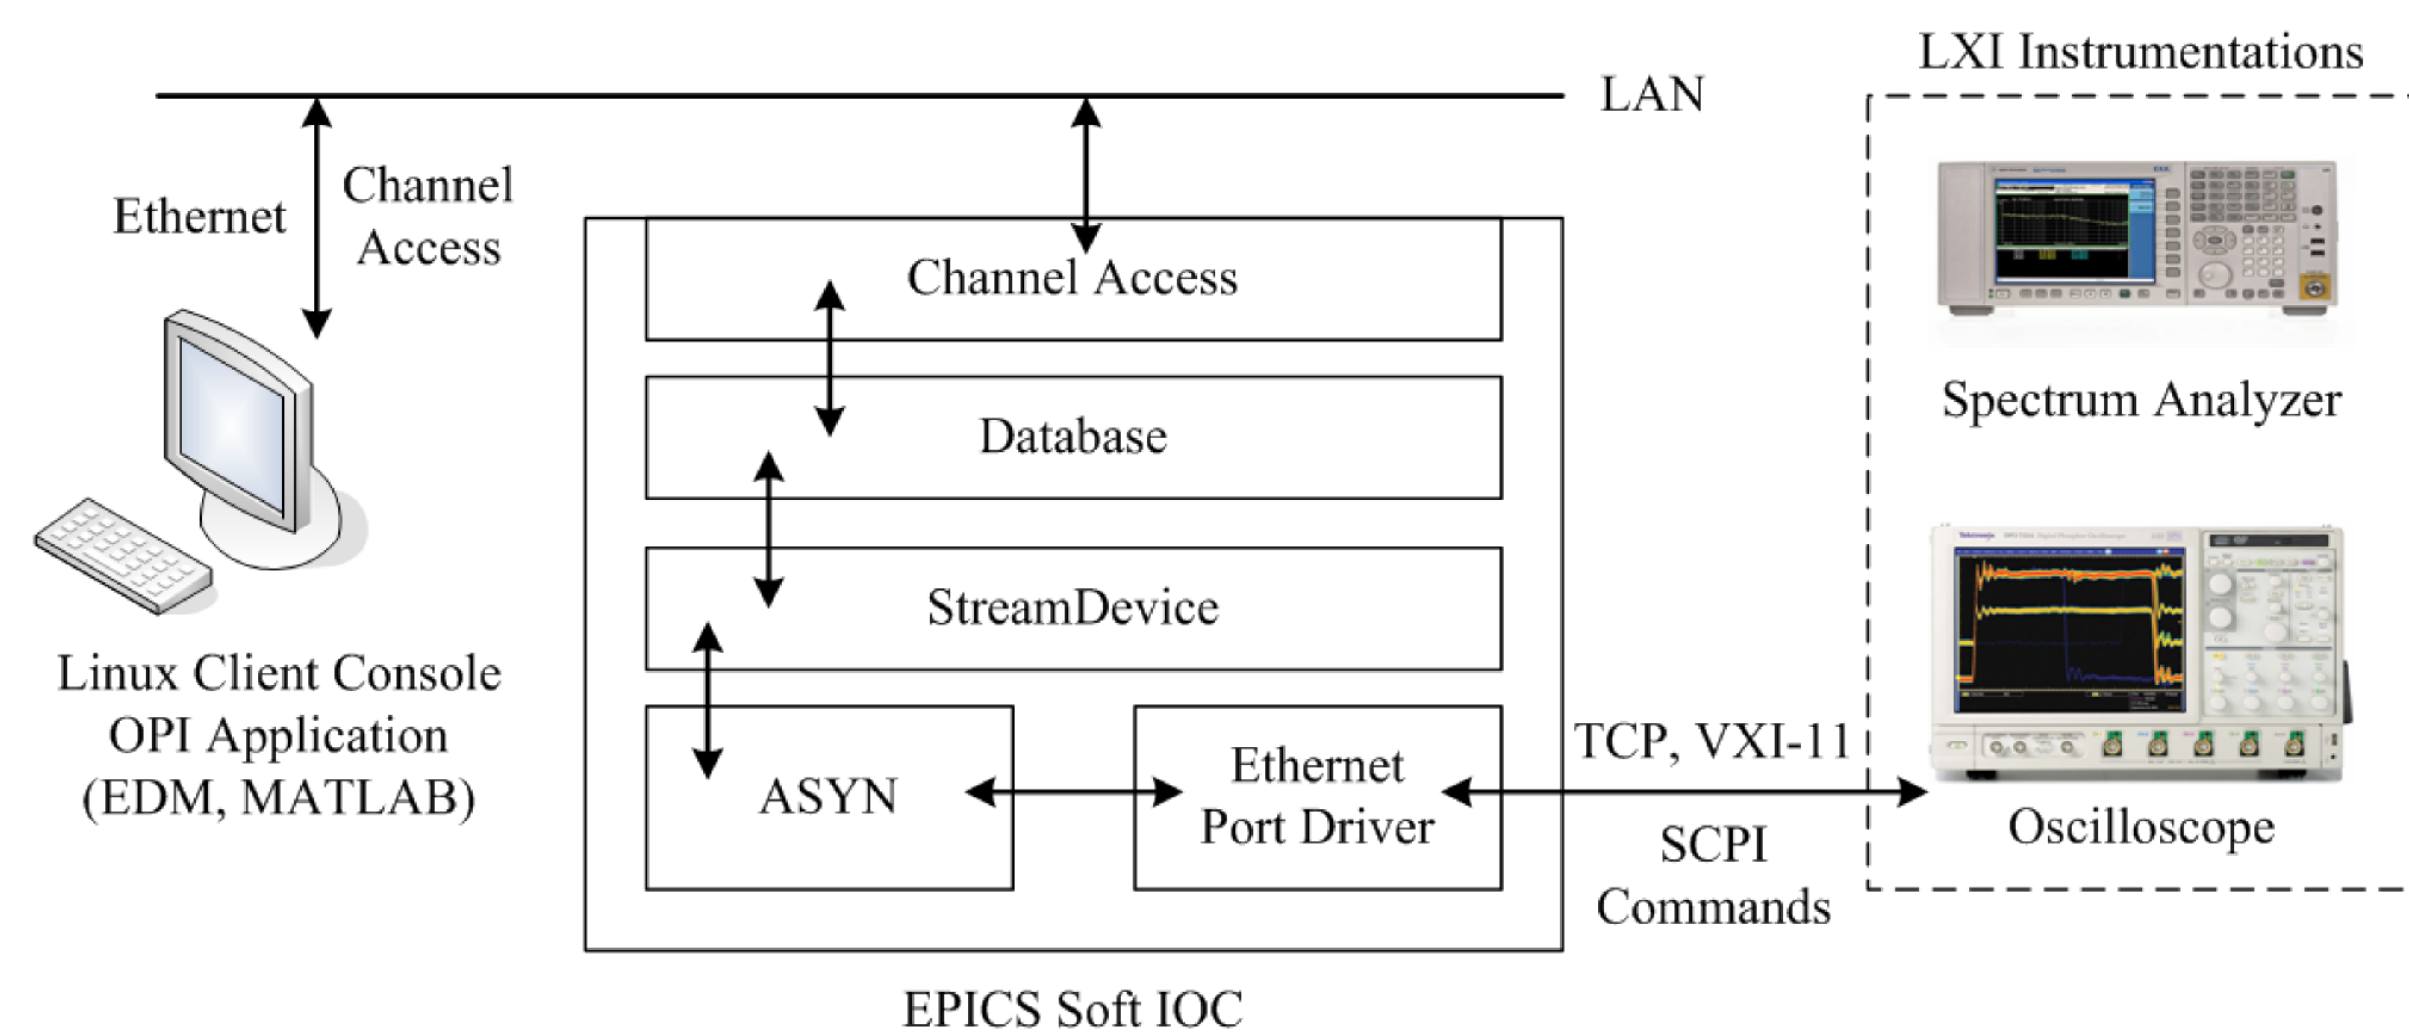 LXI Instrumentations
LAN
Channel
Access
Ethernet
Channel Access
Spectrum Analyzer
Database
StreamDevice
Linux Client Console
OPI Application
(EDM, MATLAB)
ASYN
Ethernet
Port Driver
TCP, VXI-11
SCPI
Commands
Tektronix
Oscilloscope
EPICS Soft IOC